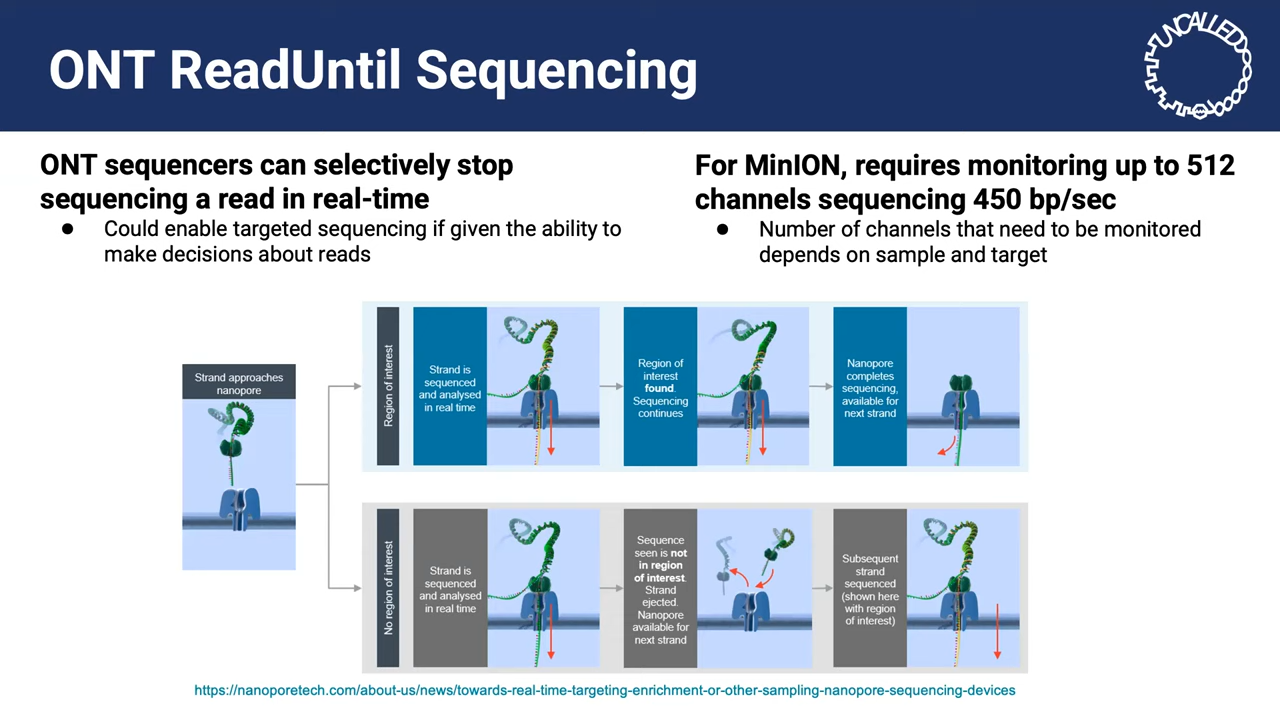 ONT ReadUntil Sequencing
UNCALLED
ONT sequencers can selectively stop
sequencing a read in real-time
● Could enable targeted sequencing if given the ability to
make decisions about reads
For MinION, requires monitoring up to 512
channels sequencing 450 bp/sec
● Number of channels that need to be monitored
depends on sample and target
Strand approaches
nanopore
Region of interest
Strand is
sequenced
and analysed
in real time
Region of
interest
found.
Sequencing
continues
Nanopore
completes
sequencing,
available for
next strand
No region of interest
Strand is
sequenced
and analysed
in real time
Sequence
seen is not
in region
of interest.
Strand
ejected.
Nanopore
available for
next strand
Subsequent
strand
sequenced
(shown here
with region
of interest)
https://nanoporetech.com/about-us/news/towards-real-time-targeting-enrichment-or-other-sampling-nanopore-sequencing-devices